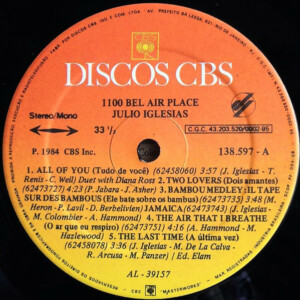 DISCOS CBS
1100 BEL AIR PLACE
JULIO IGLESIAS
Stereo/Mono
33 1/3
C.G.C. 43.203.520/0002-95
P. 1984 CBS Inc.
138.597 - A
1. ALL OF YOU (Tudo de você) (62458060) 3:57 (J. Iglesias - T.
Renis - C. Weil) Duet with Diana Ross 2. TWO LOVERS (Dois amantes)
(62473727) 4:23 (P. Jabara - J. Asher) 3. BAMBOU MEDLEY: IL TAPE
SUR DES BAMBOUS (Ele bate sobre os bambus) (62473735) 3:48 (M.
Heron - P. Lavil - D. Barbelivien) JAMAICA (62473743) (J. Iglesias -
M. Colombier - A. Hammond) 4. THE AIR THAT I BREATHE
(O ar que eu respiro) (62473751) 4:16 (A. Hammond - M.
Hazlewood) 5. THE LAST TIME (A última vez)
(62458078) 3:36 (J. Iglesias - M. De La Calva -
R. Arcusa - M. Panzer) Ed. Elam
AL - 39157